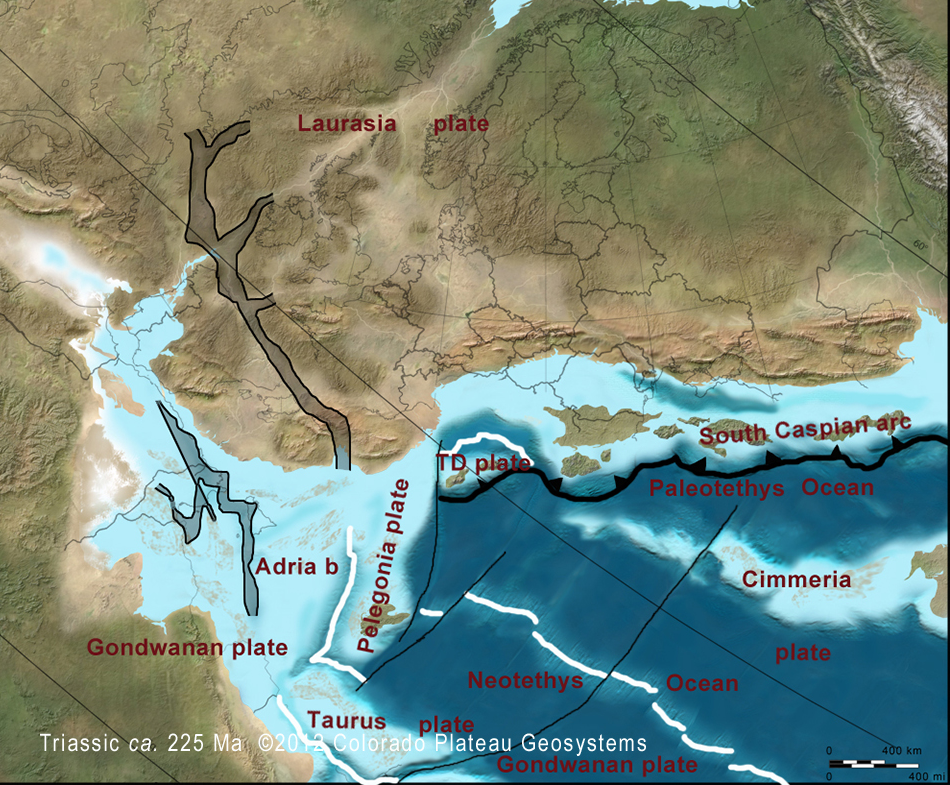 Laurasia plate
60°
South Caspian arc
TD plate
Paleotethys Ocean
Pelegonia plate
Adria b
Cimmeria
plate
Gondwanan plate
Neotethys Ocean
Taurus plate
Triassic ca. 225 Ma ©2012 Colorado Plateau Geosystems
Gondwanan plate
0 400 km
0 400 mi